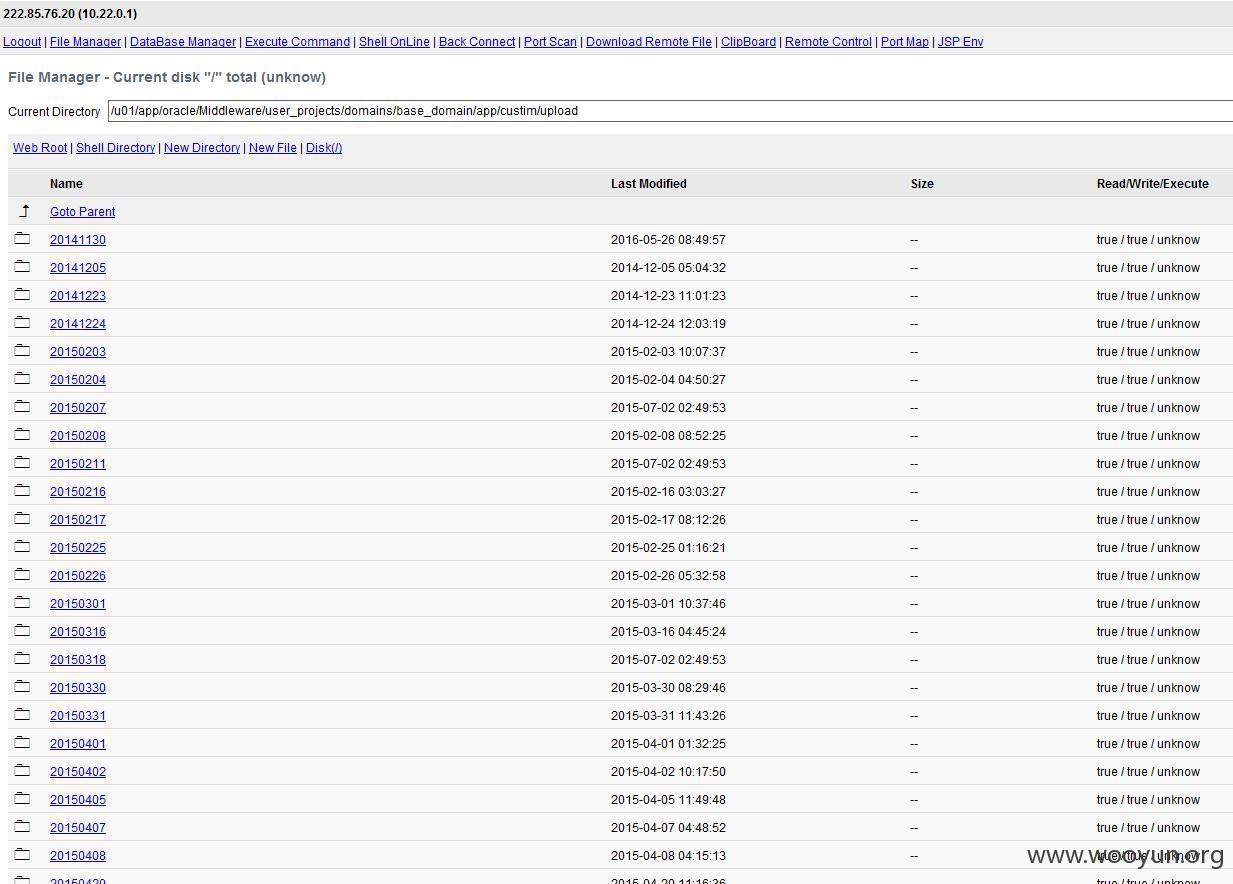 222.85.76.20 (10.22.0.1)
Logout | File Manager | DataBase Manager | Execute Command | Shell OnLine | Back Connect | Port Scan | Download Remote File | ClipBoard | Remote Control | Port Map | JSP Env
File Manager - Current disk "/" total (unknow)
Current Directory /u01/app/oracle/Middleware/user_projects/domains/base_domain/app/custim/upload
Web Root | Shell Directory | New Directory | New File | Disk(/)
Name Last Modified Size Read/Write/Execute
Goto Parent
20141130 2016-05-26 08:49:57 -- true / true / unknow
20141205 2014-12-05 05:04:32 -- true / true / unknow
20141223 2014-12-23 11:01:23 -- true / true / unknow
20141224 2014-12-24 12:03:19 -- true / true / unknow
20150203 2015-02-03 10:07:37 -- true / true / unknow
20150204 2015-02-04 04:50:27 -- true / true / unknow
20150207 2015-07-02 02:49:53 -- true / true / unknow
20150208 2015-02-08 08:52:25 -- true / true / unknow
20150211 2015-07-02 02:49:53 -- true / true / unknow
20150216 2015-02-16 03:03:27 -- true / true / unknow
20150217 2015-02-17 08:12:26 -- true / true / unknow
20150225 2015-02-25 01:16:21 -- true / true / unknow
20150226 2015-02-26 05:32:58 -- true / true / unknow
20150301 2015-03-01 10:37:46 -- true / true / unknow
20150316 2015-03-16 04:45:24 -- true / true / unknow
20150318 2015-07-02 02:49:53 -- true / true / unknow
20150330 2015-03-30 08:29:46 -- true / true / unknow
20150331 2015-03-31 11:43:26 -- true / true / unknow
20150401 2015-04-01 01:32:25 -- true / true / unknow
20150402 2015-04-02 10:17:50 -- true / true / unknow
20150405 2015-04-05 11:49:48 -- true / true / unknow
20150407 2015-04-07 04:48:52 -- true / true / unknow
20150408 2015-04-08 04:15:13 -- true / true / unknow
www.wooyun.org
20150420 2015-04-20 11:16:36 -- true / true / unknow